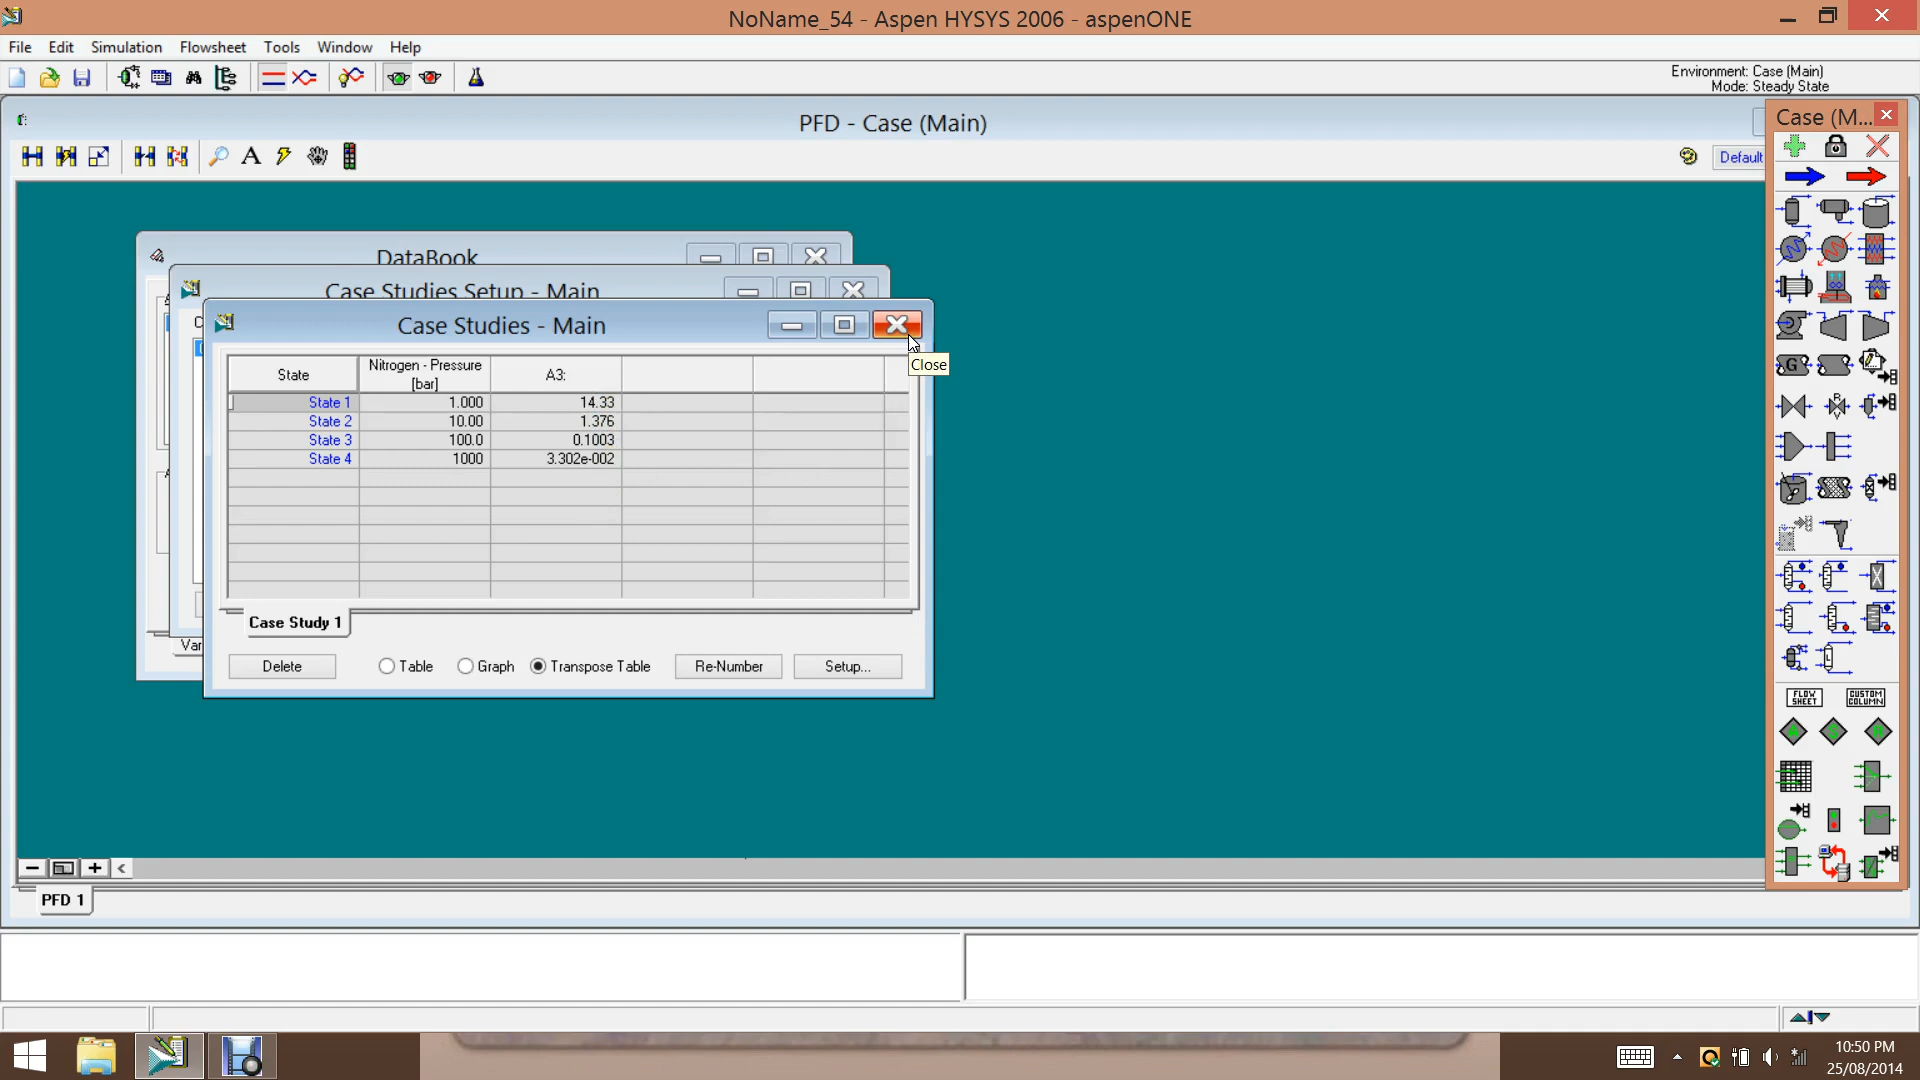 NoName_54 - Aspen HYSYS 2006 - aspenONE
File Edit Simulation Flowsheet Tools Window Help
Environment: Case (Main)
Mode: Steady State
PFD - Case (Main)
Case (M...
A
Default
DataBook
Case Studies Setup - Main
Case Studies - Main
Close
State Nitrogen - Pressure [bar] A3:
State 1 1.000 14.33
State 2 10.00 1.376
State 3 100.0 0.1003
State 4 1000 3.302e-002
Case Study 1
Var
Delete Table Graph Transpose Table Re-Number Setup...
FLOW SHEET
CUSTOM COLUMN
PFD 1
10:50 PM
25/08/2014